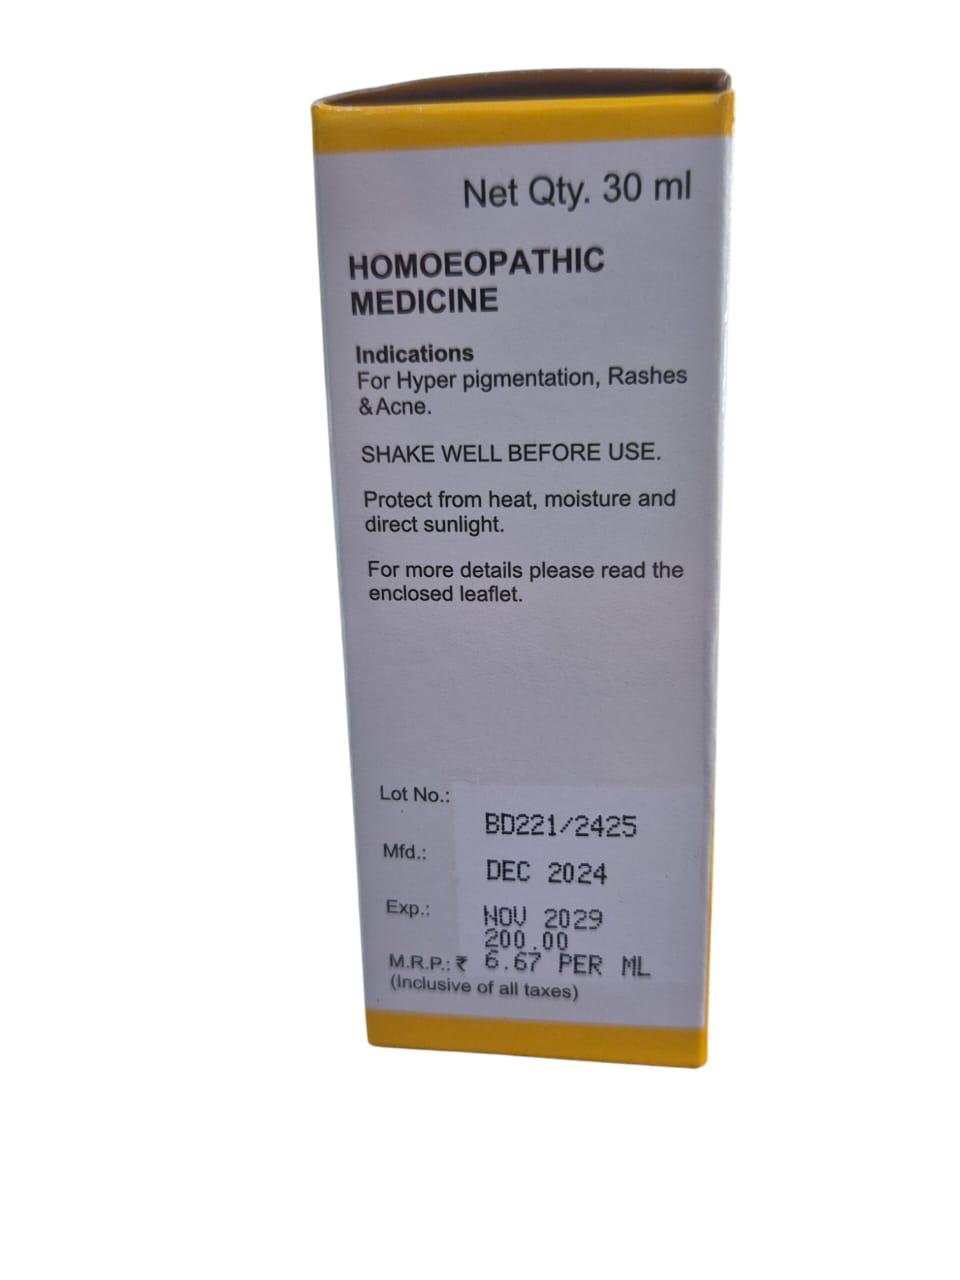 Net Qty. 30 ml
HOMOEOPATHIC
MEDICINE
Indications
For Hyper pigmentation, Rashes
& Acne.
SHAKE WELL BEFORE USE.
Protect from heat, moisture and
direct sunlight.
For more details please read the
enclosed leaflet.
Lot No.: BD221/2425
Mfd.: DEC 2024
Exp.: NOV 2029
200.00
M.R.P.: ₹ 6.67 PER ML
(Inclusive of all taxes)